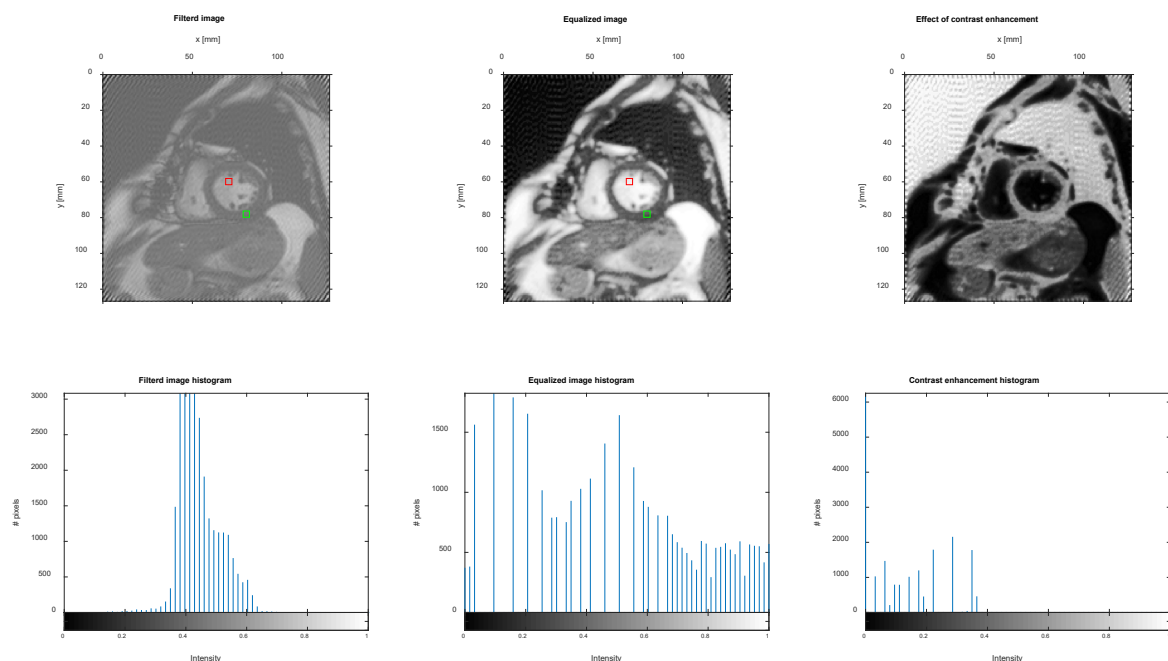 Filterd image
x [mm]
0 50 100
0
20
40
60
80
100
120
y [mm]
Equalized image
x [mm]
0 50 100
0
20
40
60
80
100
120
y [mm]
Effect of contrast enhancement
x [mm]
0 50 100
0
20
40
60
80
100
120
y [mm]
Filterd image histogram
3000
2500
2000
1500
1000
500
0
# pixels
0 0.2 0.4 0.6 0.8 1
Intensity
Equalized image histogram
1500
1000
500
0
# pixels
0 0.2 0.4 0.6 0.8 1
Intensity
Contrast enhancement histogram
6000
5000
4000
3000
2000
1000
0
# pixels
0 0.2 0.4 0.6 0.8 1
Intensity